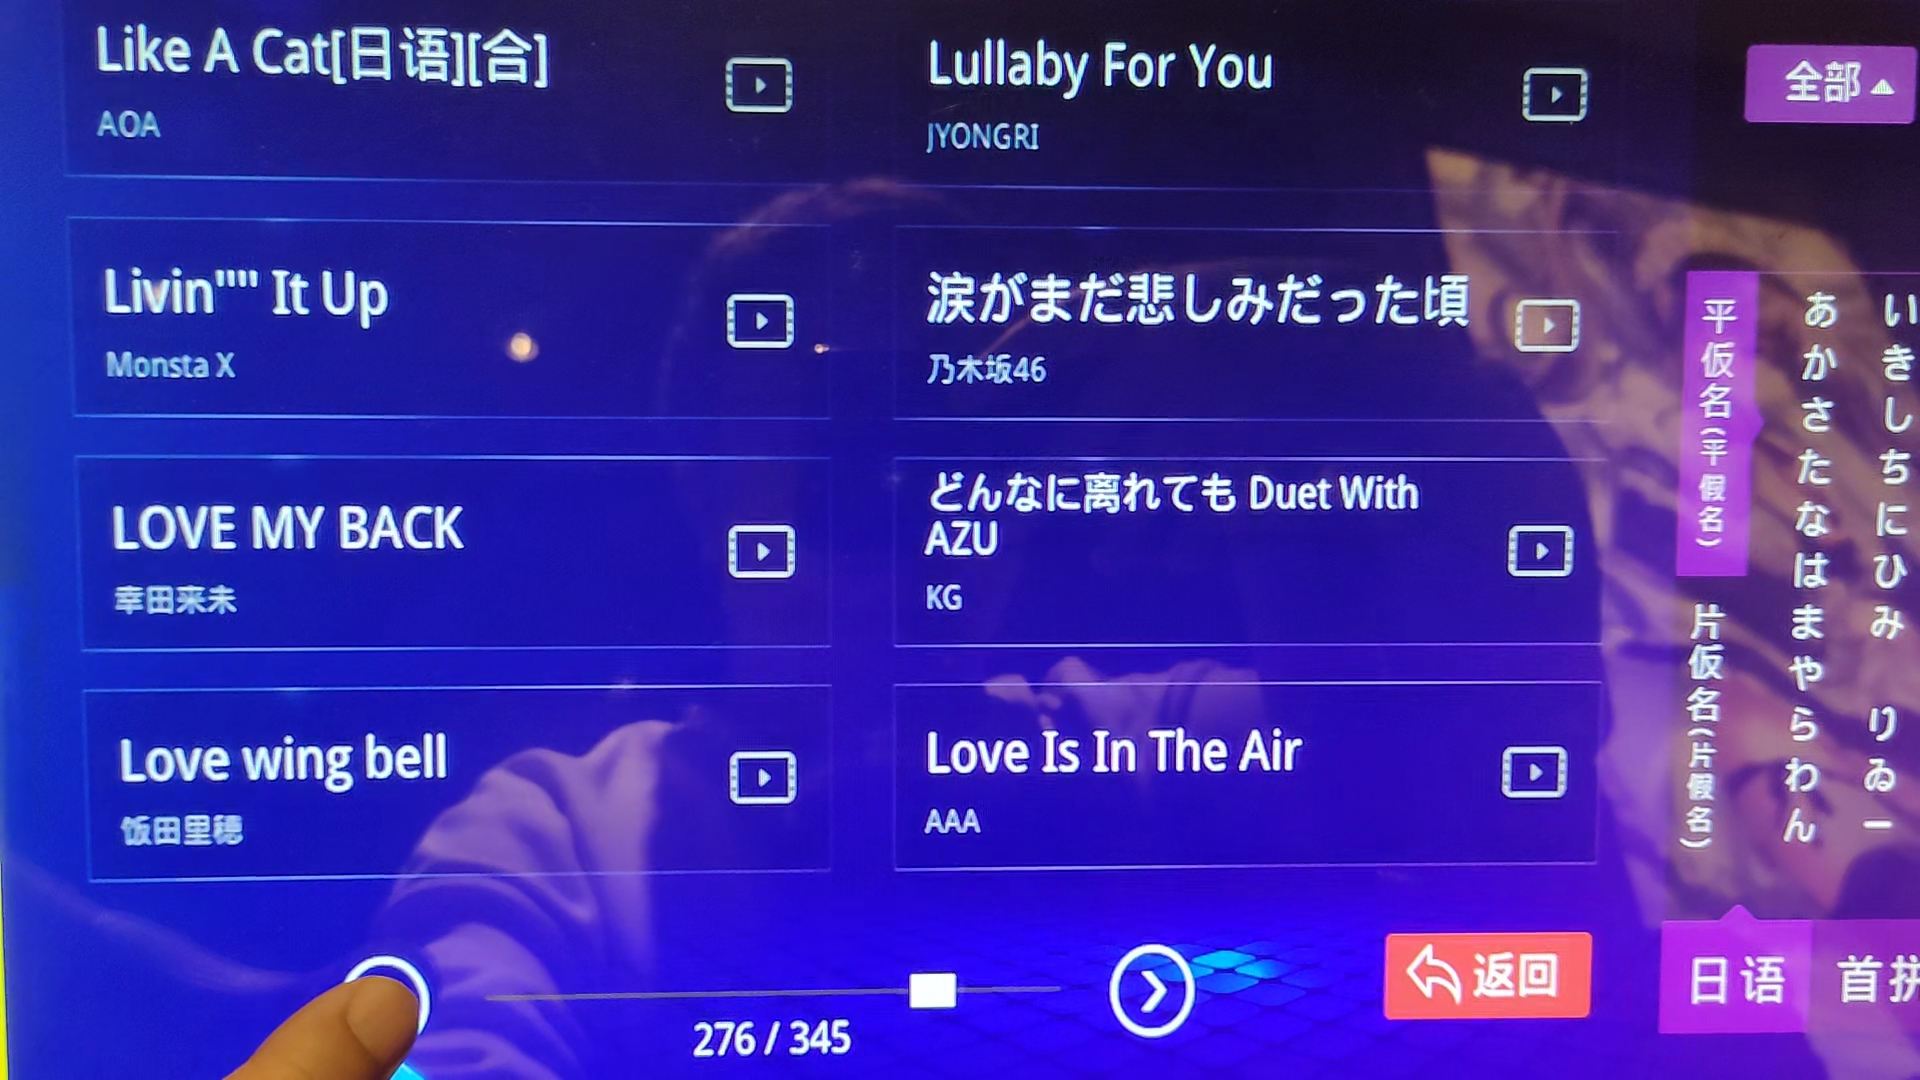 Like A Cat[日语][合]
AOA
Lullaby For You
JYONGRI
Livin"" It Up
Monsta X
涙がまだ悲しみだった頃
乃木坂46
LOVE MY BACK
幸田来未
どんなに离れても Duet With
AZU
KG
Love wing bell
饭田里穂
Love Is In The Air
AAA
276 / 345
返回
全部
平仮名(平假名)
片仮名(片假名)
あかさたなはまやらわん
いきしちにひみ りゐー
日语
首拼